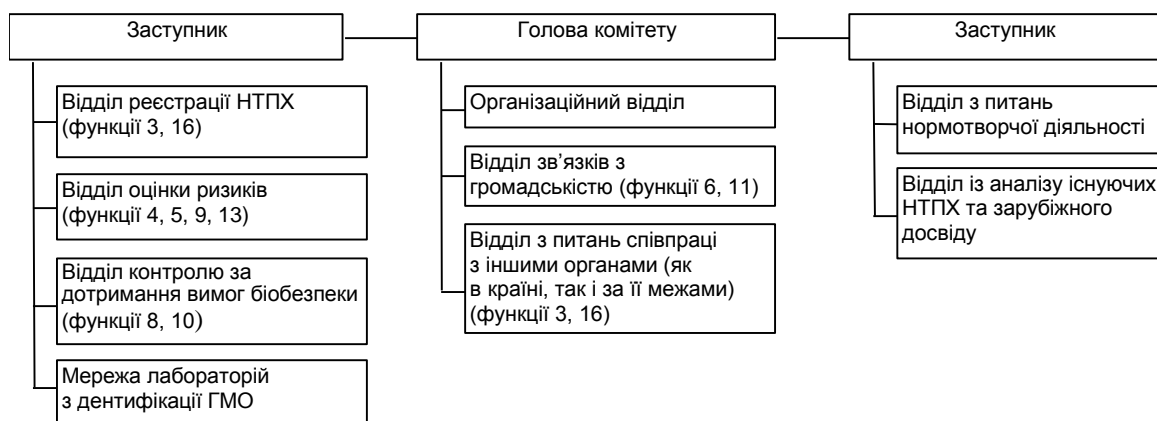 Заступник
Відділ реєстрації НТПХ
(функції 3, 16)
Відділ оцінки ризиків
(функції 4, 5, 9, 13)
Відділ контролю за
дотримання вимог біобезпеки
(функції 8, 10)
Мережа лабораторій
з дентифікації ГМО
Голова комітету
Організаційний відділ
Відділ зв’язків з
громадськістю (функції 6, 11)
Відділ з питань співпраці
з іншими органами (як
в країні, так і за її межами)
(функції 3, 16)
Заступник
Відділ з питань
нормотворчої діяльності
Відділ із аналізу існуючих
НТПХ та зарубіжного
досвіду